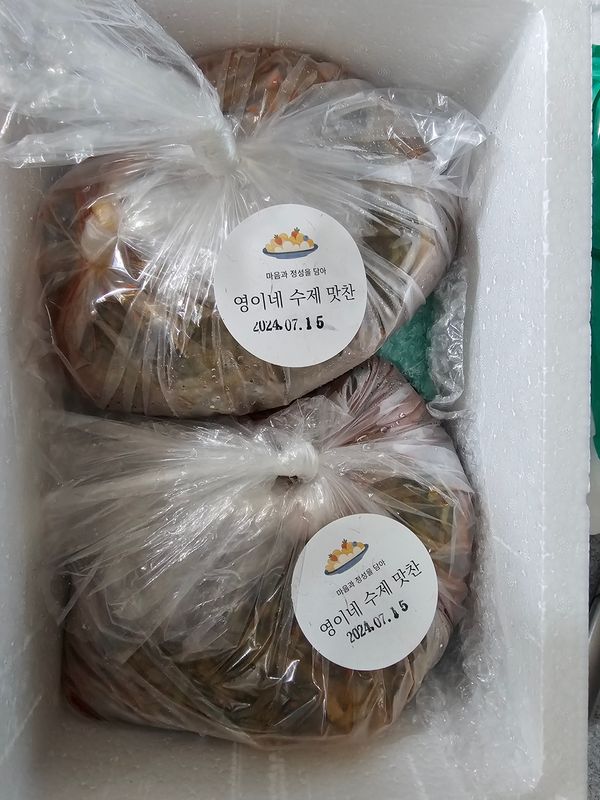 마음과 정성을 담아
영이네 수제 맛찬
2024.07.15
마음과 정성을 담아
영이네 수제 맛찬
2024.07.15